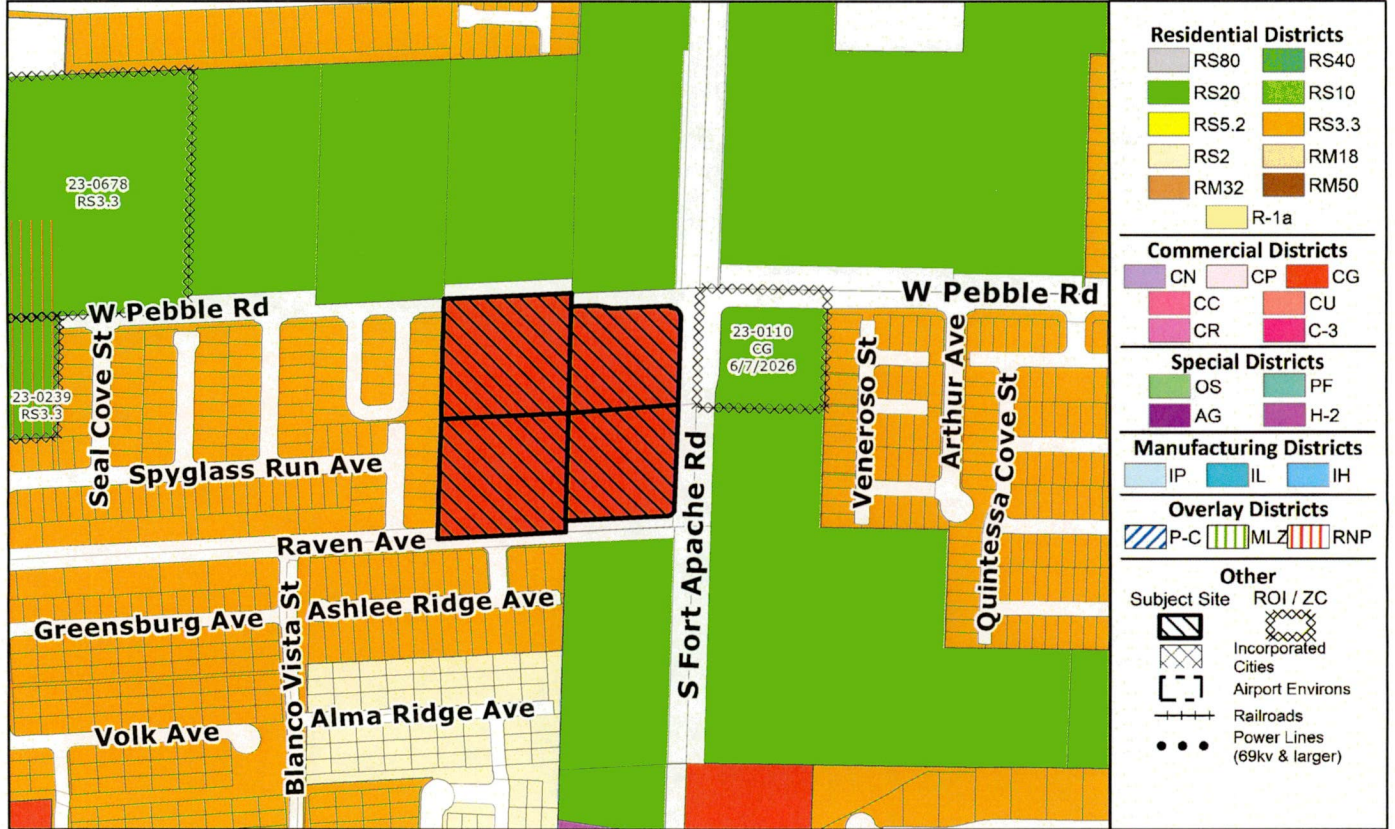 23-0678
RS3.3
W Pebble Rd
W Pebble Rd
23-0110
CG
6/7/2026
23-0239
RS3.3
Seal Cove St
Spyglass Run Ave
Veneroso St
Arthur Ave
Quintessa Cove St
S Fort Apache Rd
Raven Ave
Blanco Vista St
Greensburg Ave
Ashlee Ridge Ave
Alma Ridge Ave
Volk Ave
Residential Districts
RS80 RS40
RS20 RS10
RS5.2 RS3.3
RS2 RM18
RM32 RM50
R-1a
Commercial Districts
CN CP CG
CC CU
CR C-3
Special Districts
OS PF
AG H-2
Manufacturing Districts
IP IL IH
Overlay Districts
P-C MLZ RNP
Other
Subject Site ROI / ZC
Incorporated
Cities
Airport Environs
Railroads
Power Lines
(69kv & larger)